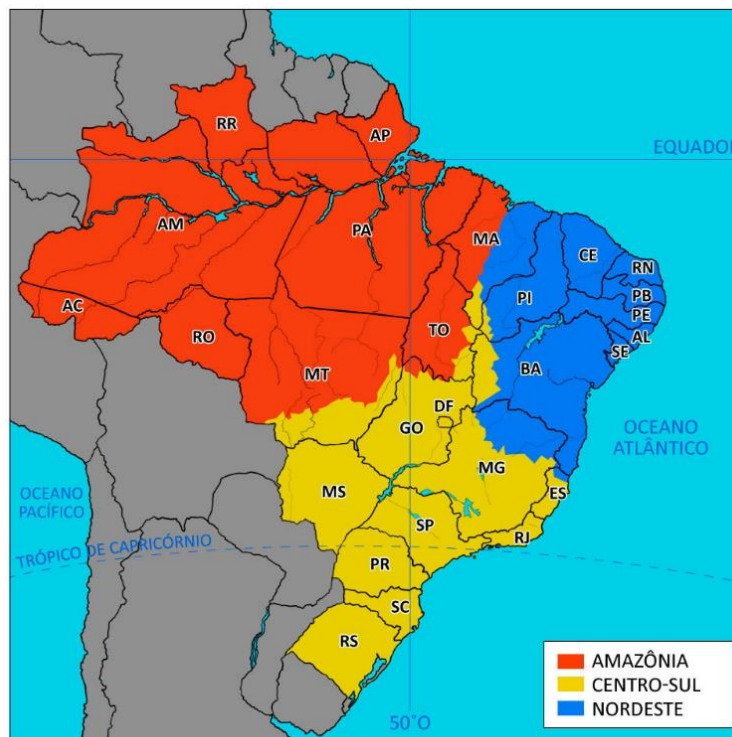 RR
AP
EQUADOR
AM
PA
MA
CE
RN
PB
PE
AL
SE
PI
AC
RO
TO
MT
BA
DF
GO
OCEANO
ATLÂNTICO
MG
ES
MS
OCEANO
PACÍFICO
SP
RJ
TRÓPICO DE CAPRICÓRNIO
PR
SC
RS
AMAZÔNIA
CENTRO-SUL
NORDESTE
50°O